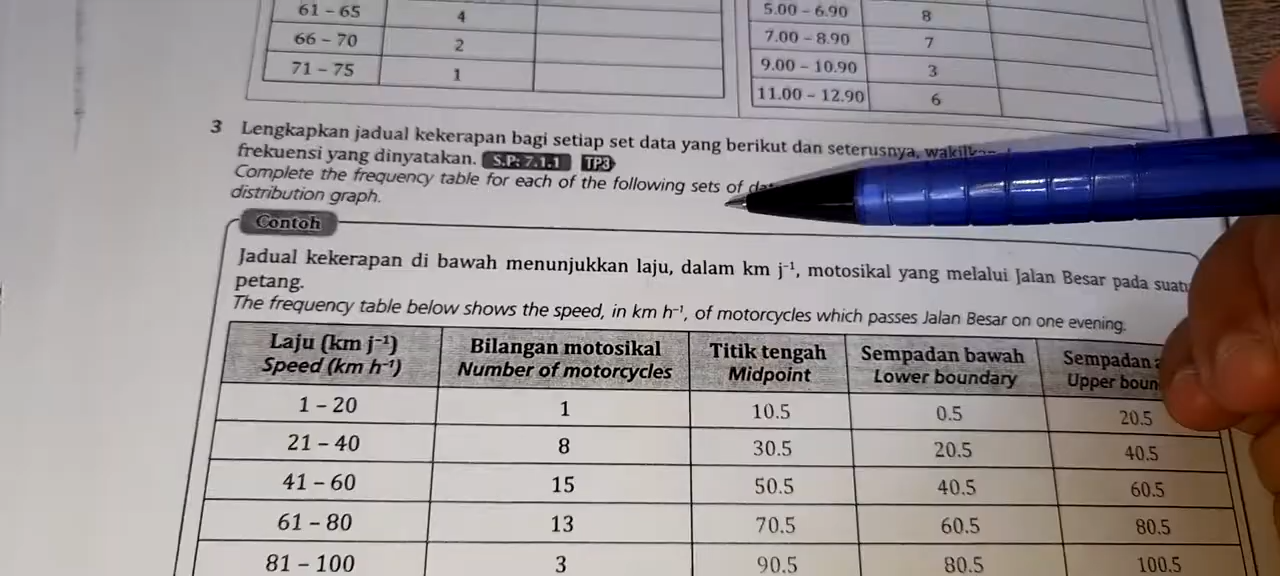 61 – 65 4
66 – 70 2
71 – 75 1
5.00 – 6.90 8
7.00 – 8.90 7
9.00 – 10.90 3
11.00 – 12.90 6
3 Lengkapkan jadual kekerapan bagi setiap set data yang berikut dan seterusnya,
frekuensi yang dinyatakan. S.P: 7.1.1 TP3
Complete the frequency table for each of the following sets of
distribution graph.
Contoh
Jadual kekerapan di bawah menunjukkan laju, dalam km j⁻¹, motosikal yang melalui Jalan Besar pada
petang.
The frequency table below shows the speed, in km h⁻¹, of motorcycles which passes Jalan Besar on one evening.
Laju (km j⁻¹) Bilangan motosikal Titik tengah Sempadan bawah Sempadan
Speed (km h⁻¹) Number of motorcycles Midpoint Lower boundary Upper
1 – 20 1 10.5 0.5 20.5
21 – 40 8 30.5 20.5 40.5
41 – 60 15 50.5 40.5 60.5
61 – 80 13 70.5 60.5 80.5
81 – 100 3 90.5 80.5 100.5